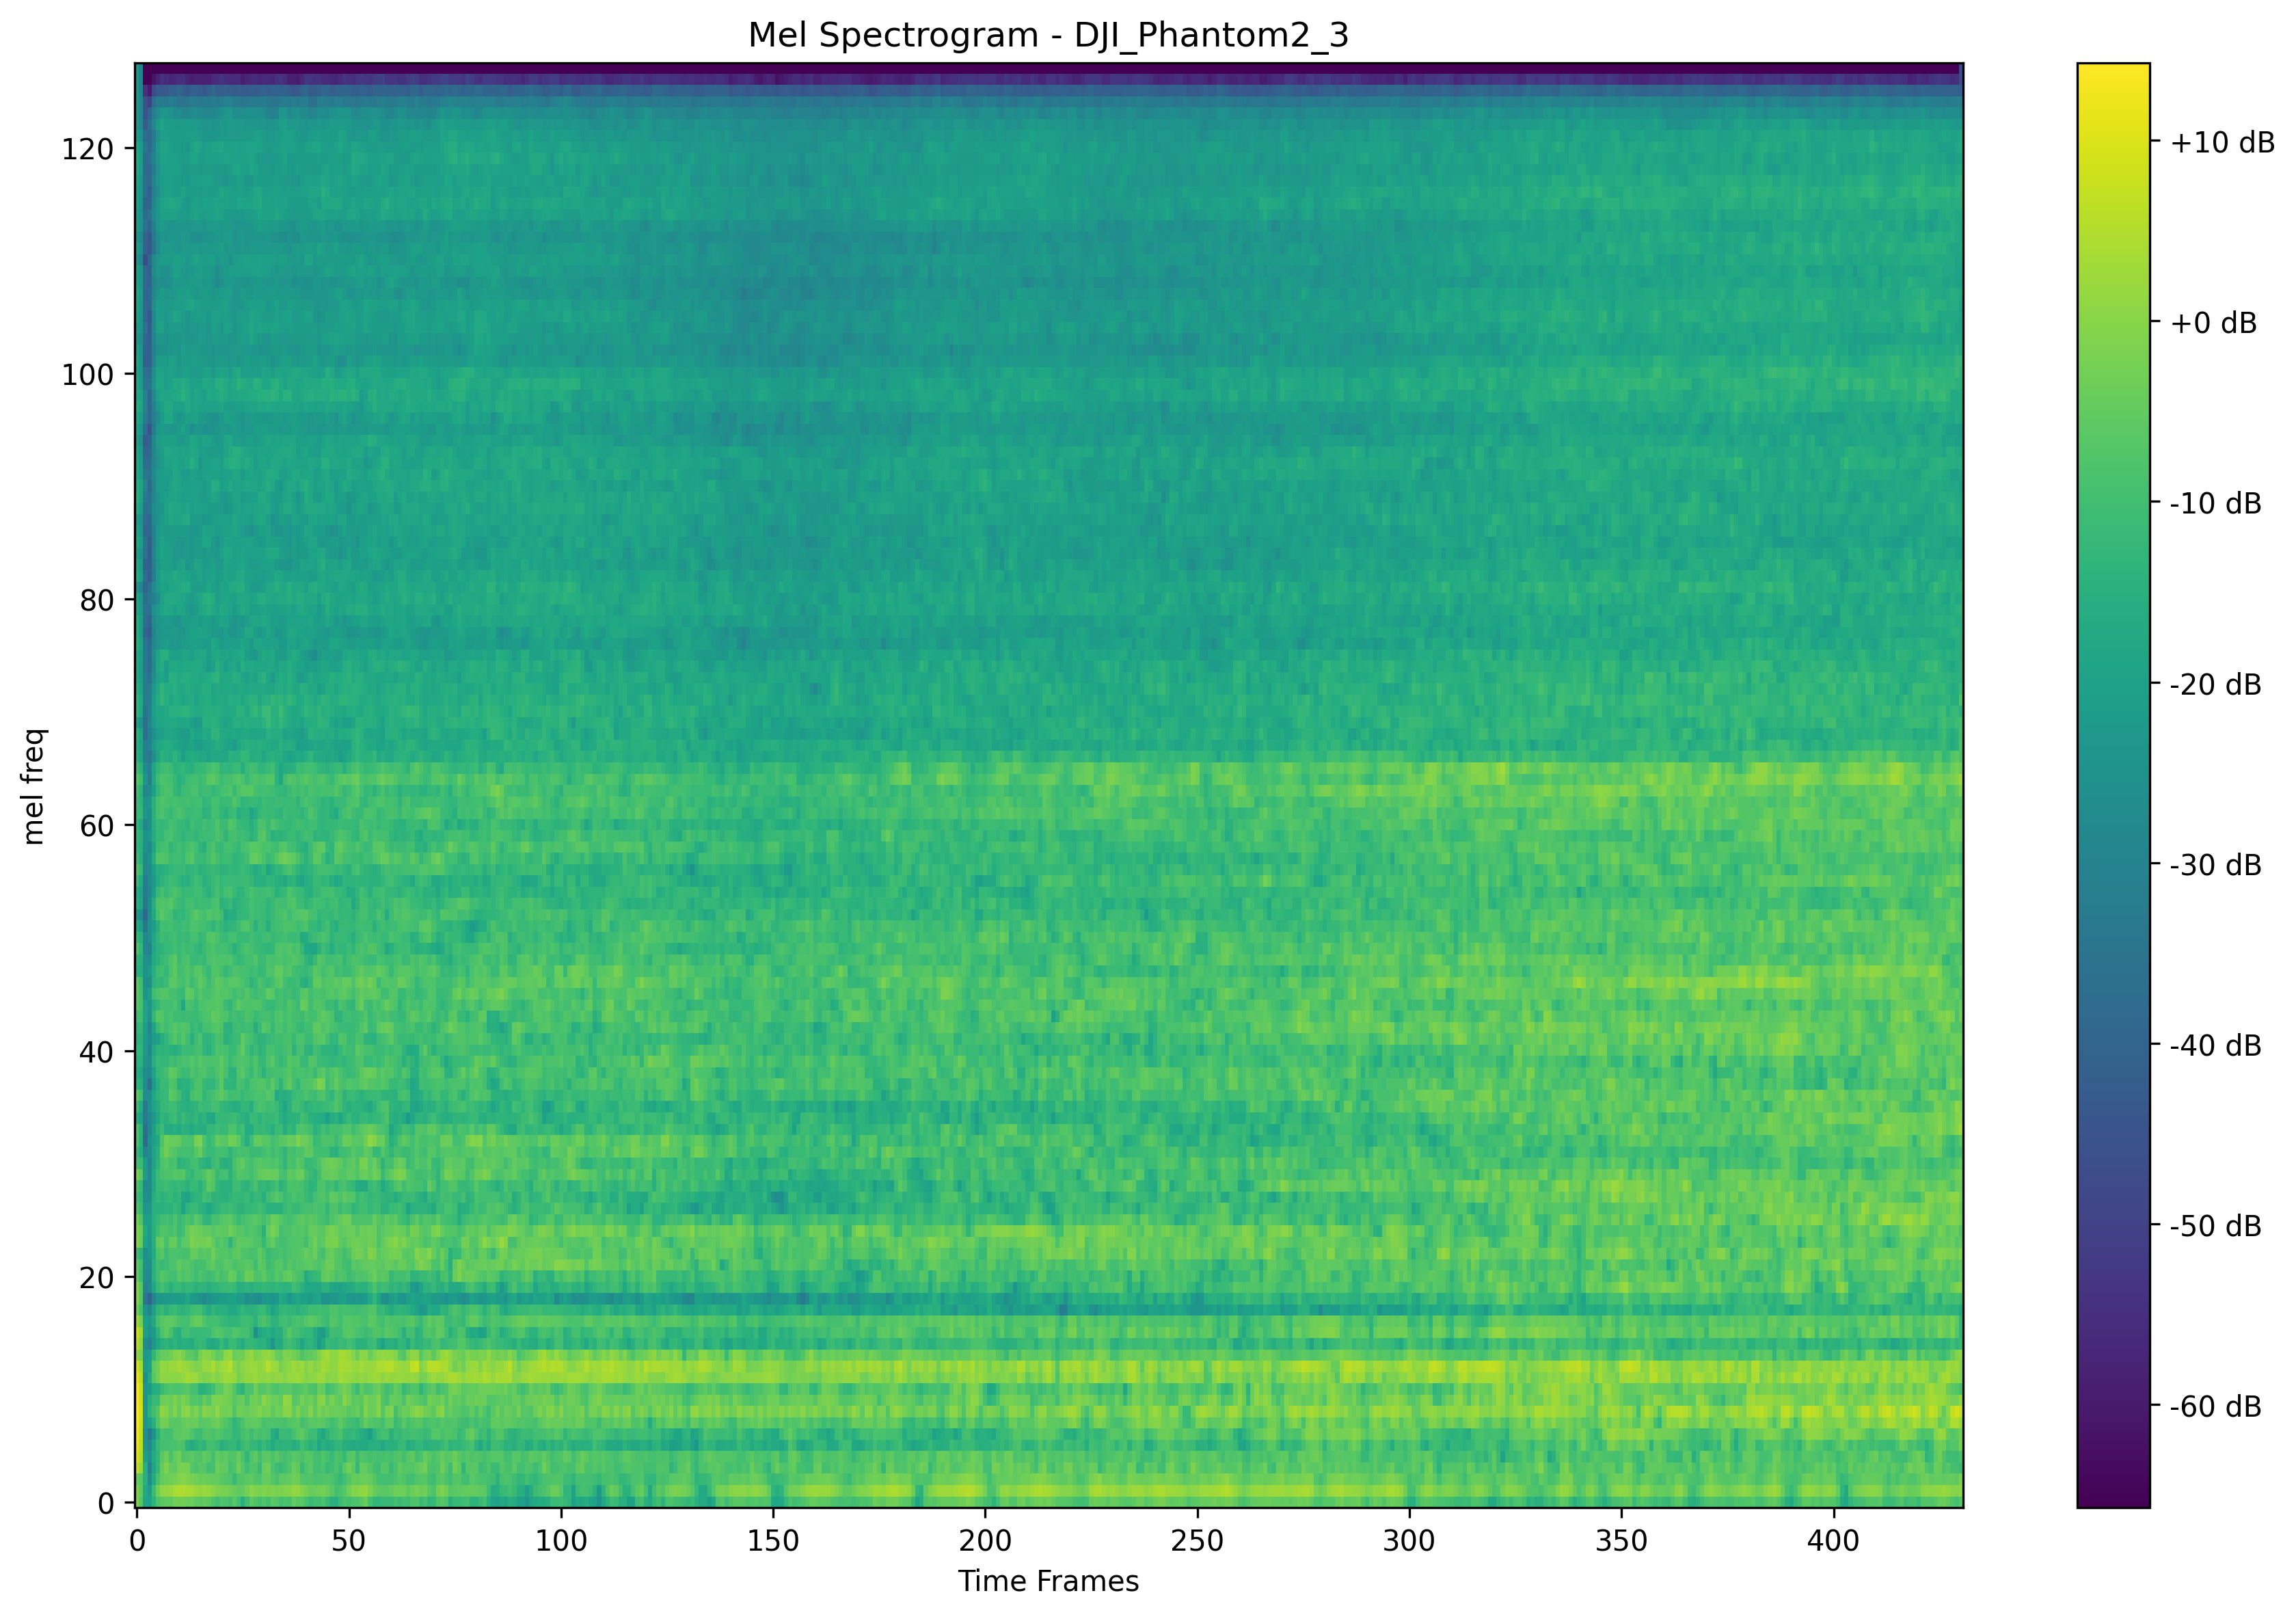 Mel Spectrogram - DJI_Phantom2_3
120
100
80
60
40
20
0
mel freq
0 50 100 150 200 250 300 350 400
Time Frames
+10 dB
+0 dB
-10 dB
-20 dB
-30 dB
-40 dB
-50 dB
-60 dB